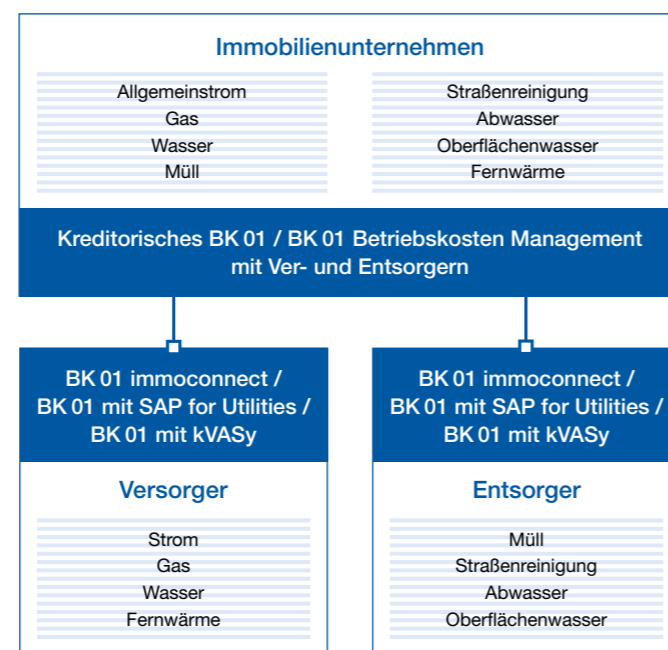 Immobilienunternehmen
Allgemeinstrom
Gas
Wasser
Müll
Straßenreinigung
Abwasser
Oberflächenwasser
Fernwärme
Kreditorisches BK 01 / BK 01 Betriebskosten Management
mit Ver- und Entsorgern
BK 01 immoconnect /
BK 01 mit SAP for Utilities /
BK 01 mit kVASy
Versorger
Strom
Gas
Wasser
Fernwärme
BK 01 immoconnect /
BK 01 mit SAP for Utilities /
BK 01 mit kVASy
Entsorger
Müll
Straßenreinigung
Abwasser
Oberflächenwasser